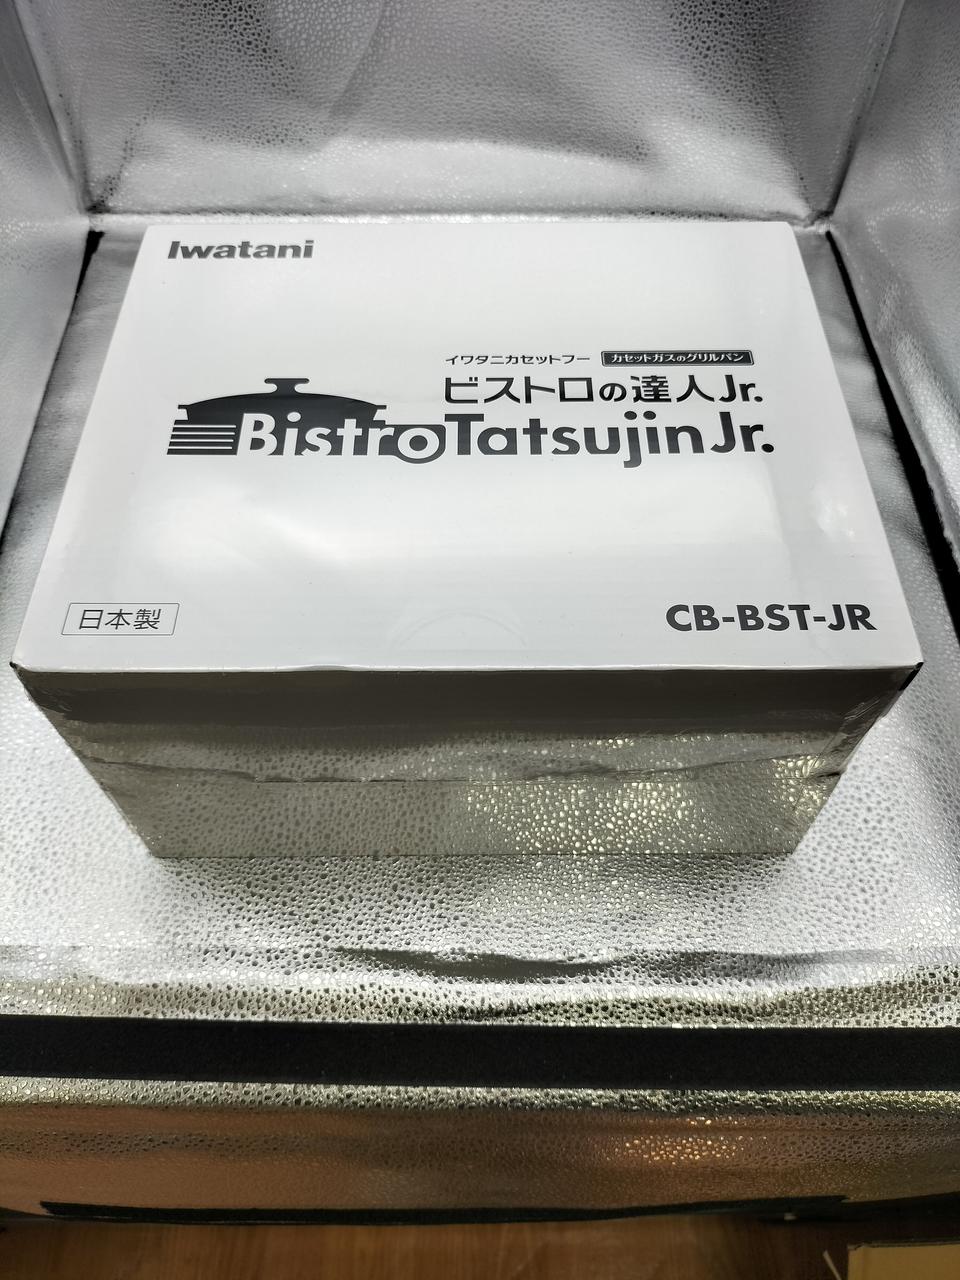 Iwatani
イワタニカセットフー カセットガスのグリルパン
ビストロの達人Jr.
BistroTatsujinJr.
日本製
CB-BST-JR